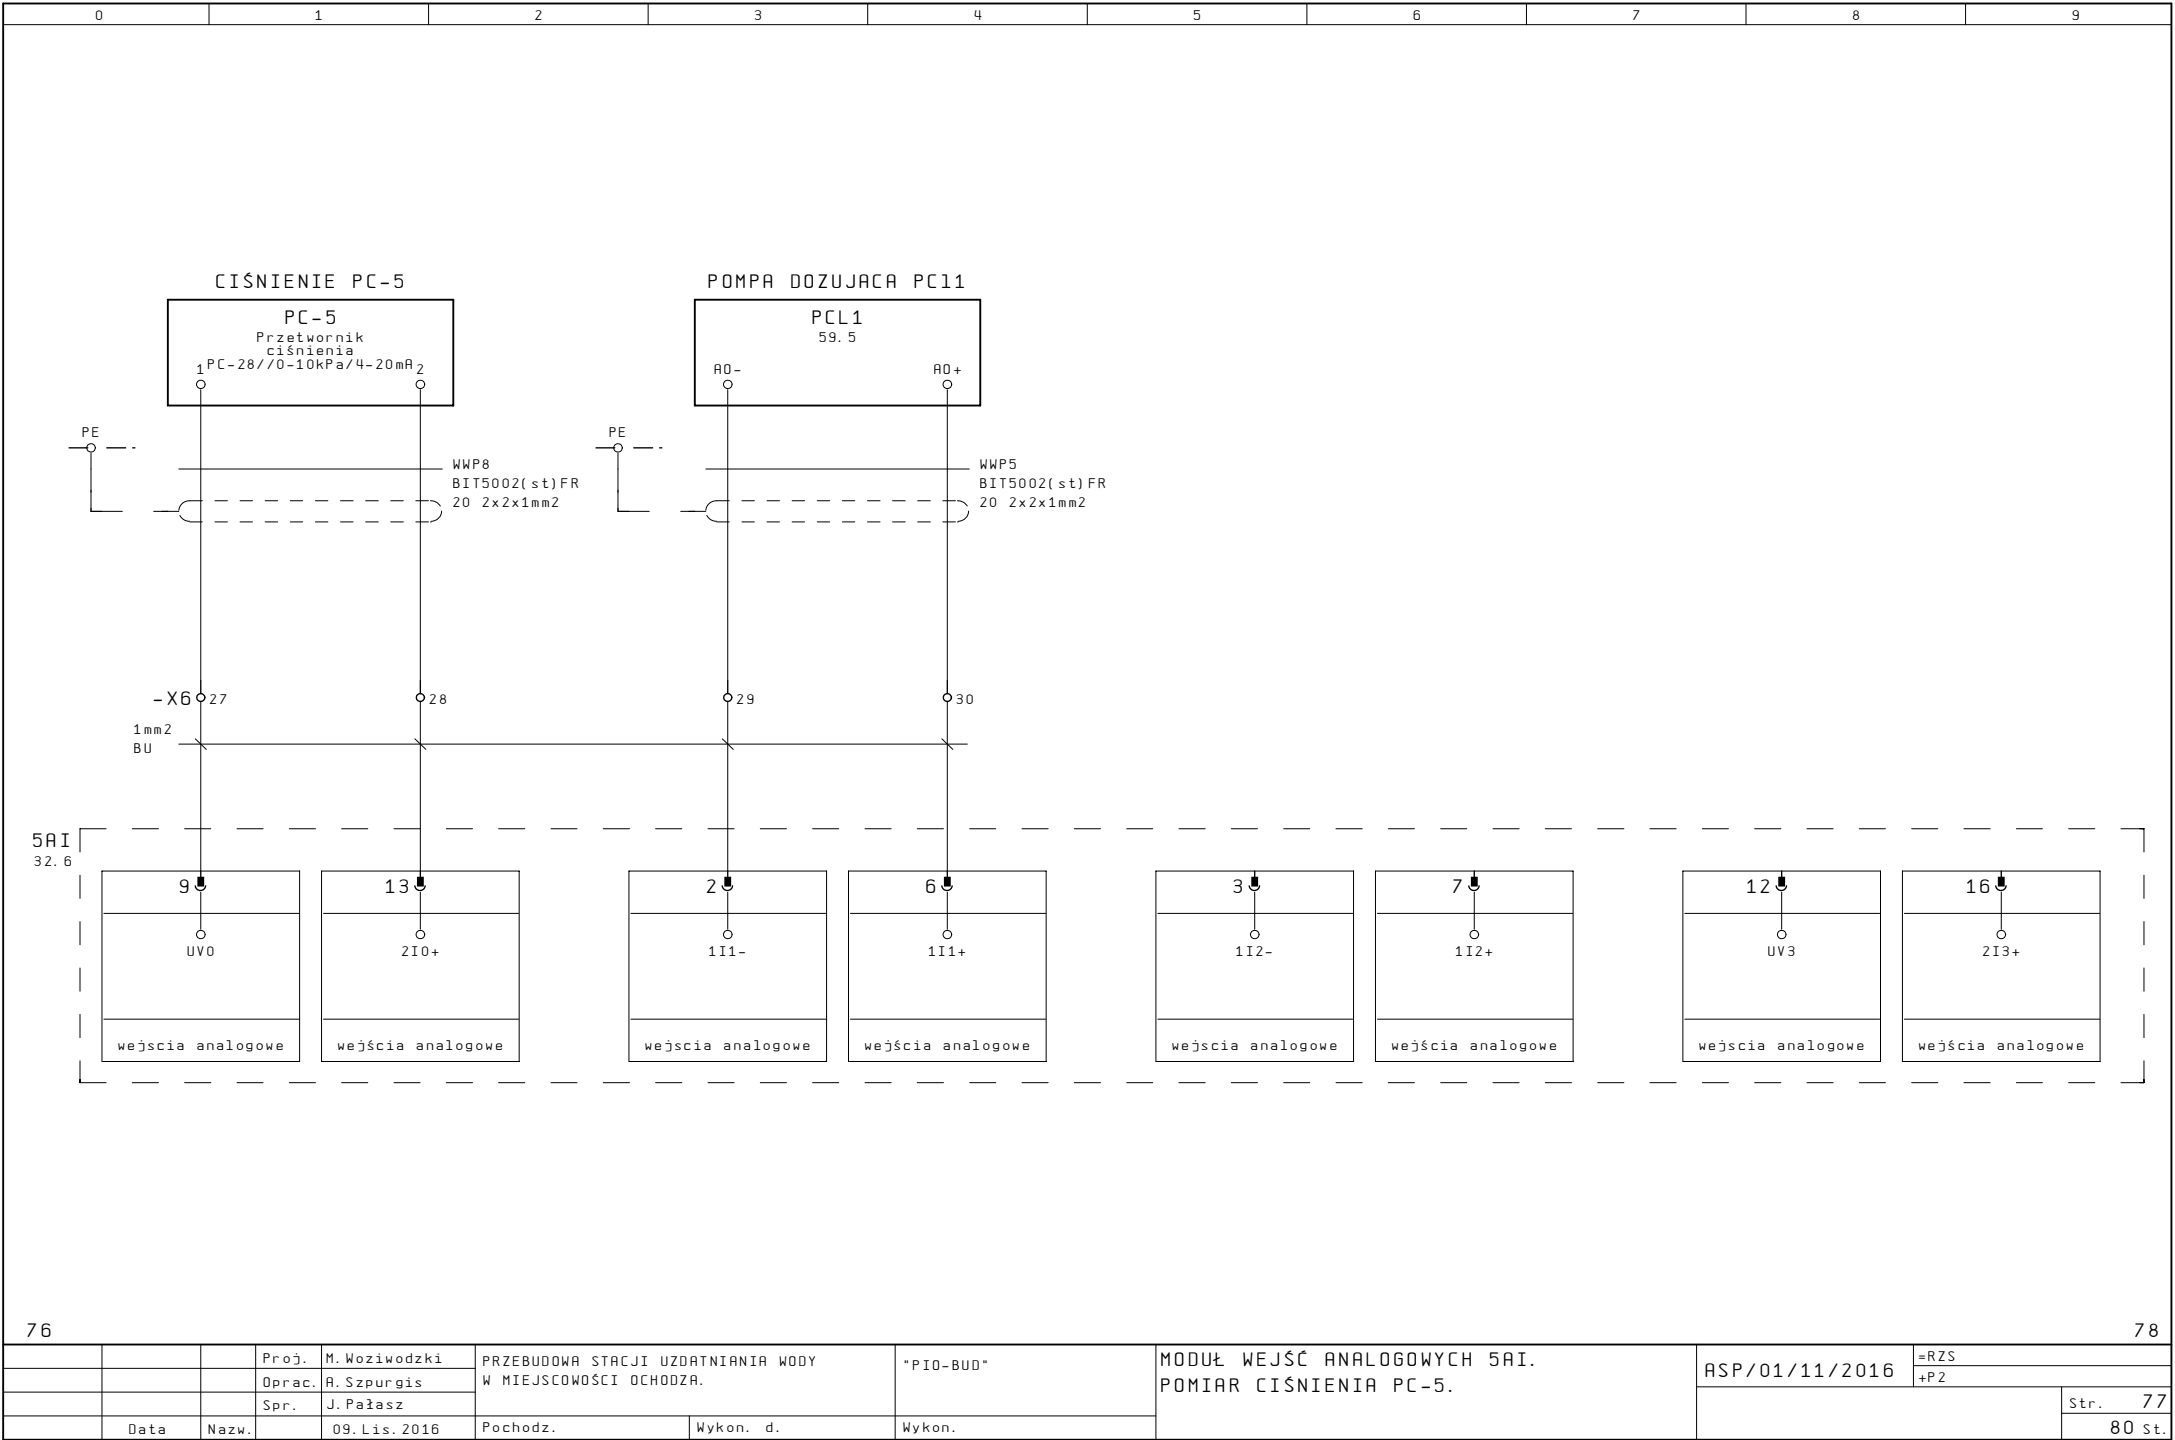 0 1 2 3 4 5 6 7 8 9
CIŚNIENIE PC-5
POMPA DOZUJACA PC11
PC-5
Przetwornik
ciśnienia
PC-28//0-10kPa/4-20mA
1 2
PCL1
59.5
AO- AO+
PE
PE
WWP8
BIT5002(st)FR
20 2x2x1mm2
WWP5
BIT5002(st)FR
20 2x2x1mm2
-X6 27 28 29 30
1mm2
BU
5AI
32.6
9 13 2 6 3 7 12 16
UV0 2I0+ 1I1- 1I1+ 1I2- 1I2+ UV3 2I3+
wejscia analogowe wejścia analogowe wejscia analogowe wejścia analogowe wejscia analogowe wejścia analogowe wejscia analogowe wejścia analogowe
76 78
Proj. M.Woziwodzki
Oprac. A.Szpurgis
Spr. J.Pałasz
Data Nazw. 09.Lis.2016
PRZEBUDOWA STACJI UZDATNIANIA WODY
W MIEJSCOWOŚCI OCHODZA.
Pochodz. Wykon. d. Wykon.
"PIO-BUD"
MODUŁ WEJŚĆ ANALOGOWYCH 5AI.
POMIAR CIŚNIENIA PC-5.
ASP/01/11/2016
=RZS
+P2
Str. 77
80 St.